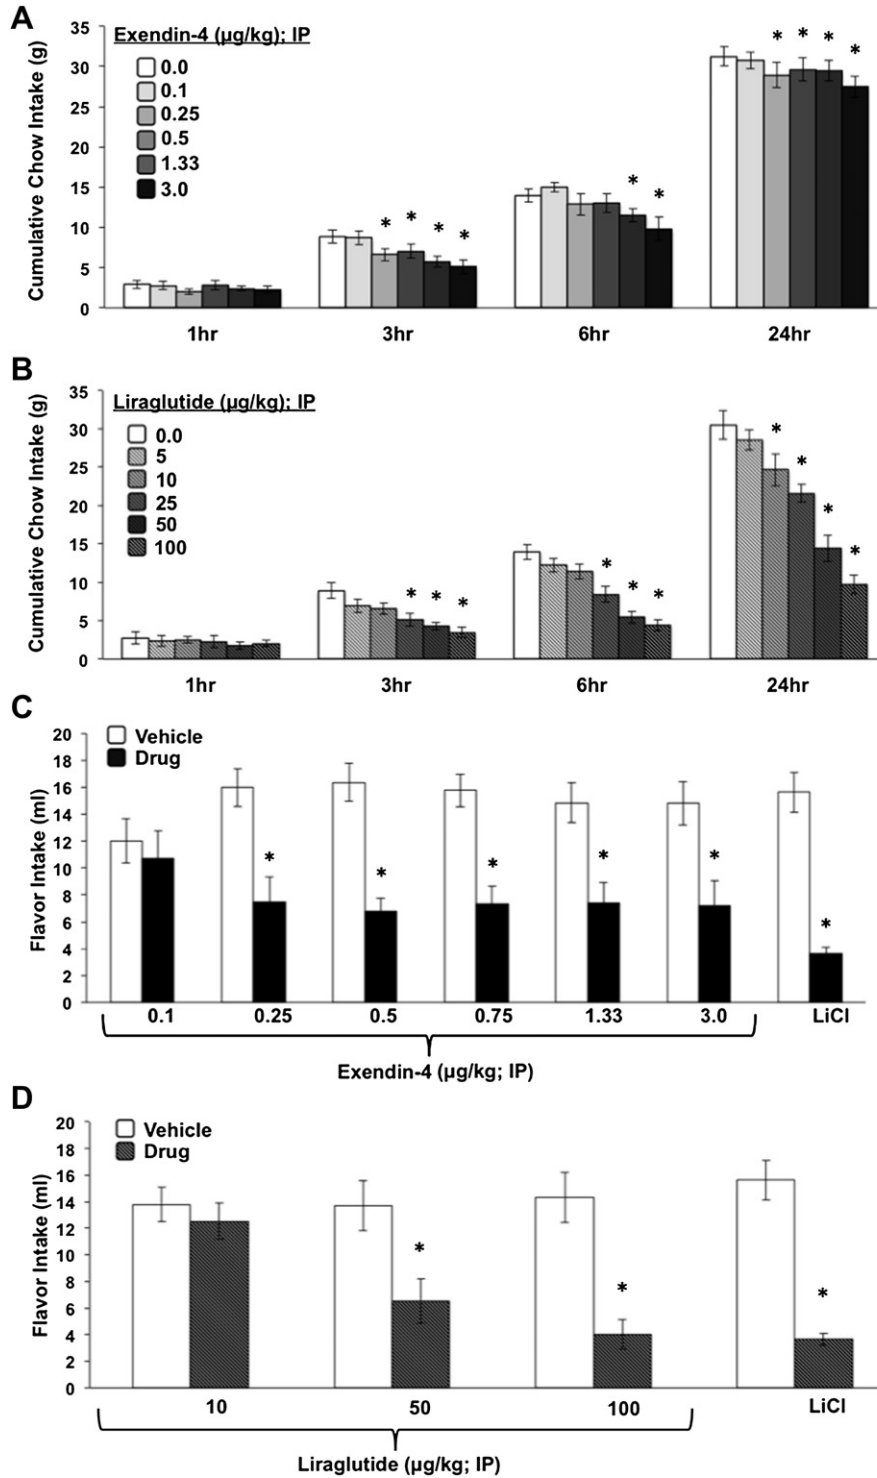 A
Cumulative Chow Intake (g)
35
30
25
20
15
10
5
0
Exendin-4 (µg/kg); IP
0.0
0.1
0.25
0.5
1.33
3.0
* * * *
* *
* * * *
1hr 3hr 6hr 24hr
B
Cumulative Chow Intake (g)
35
30
25
20
15
10
5
0
Liraglutide (µg/kg); IP
0.0
5
10
25
50
100
* * *
* * *
* * * *
1hr 3hr 6hr 24hr
C
Flavor Intake (ml)
20
18
16
14
12
10
8
6
4
2
0
Vehicle
Drug
* * * * * *
0.1 0.25 0.5 0.75 1.33 3.0 LiCl
Exendin-4 (µg/kg; IP)
D
Flavor Intake (ml)
20
18
16
14
12
10
8
6
4
2
0
Vehicle
Drug
* * *
10 50 100 LiCl
Liraglutide (µg/kg; IP)